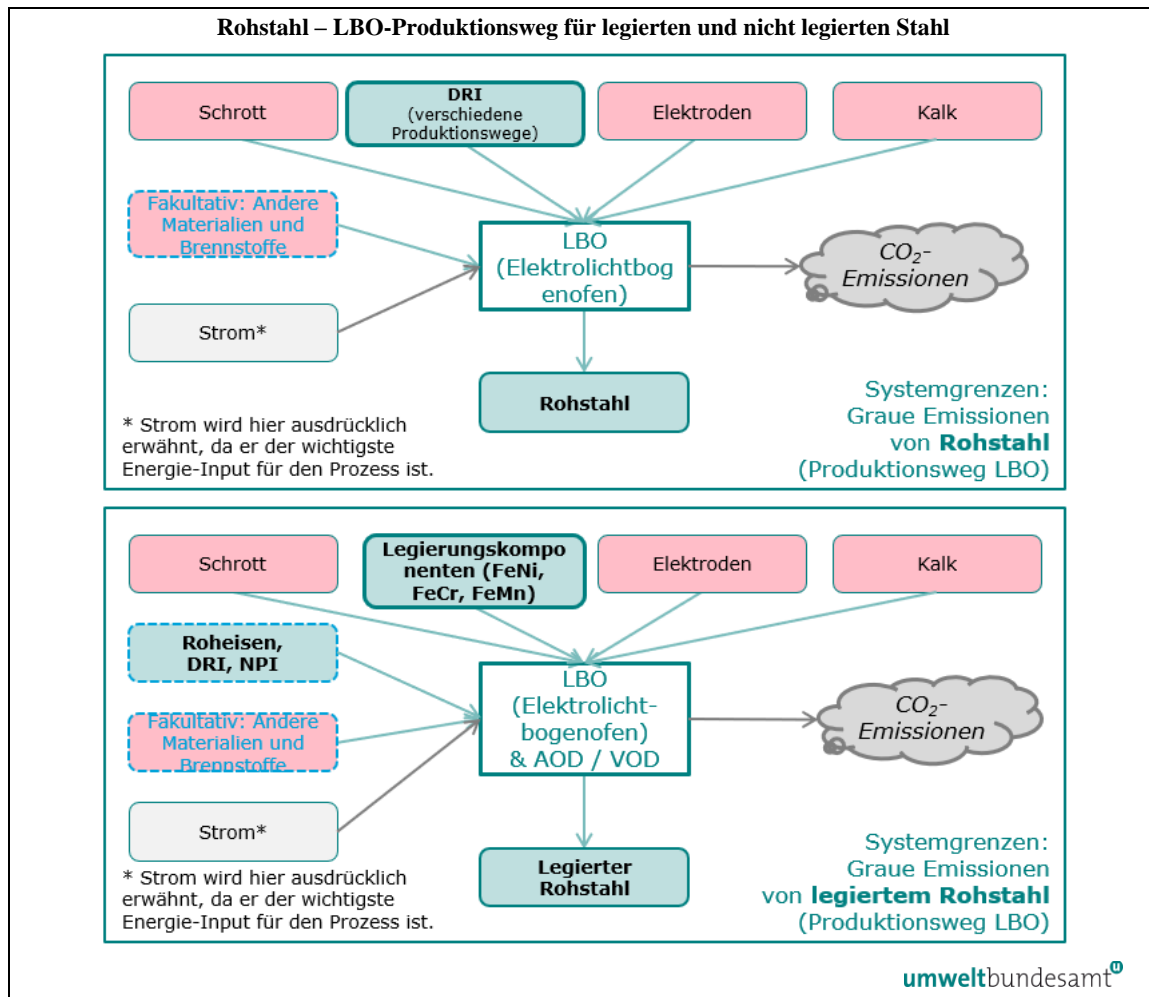 Rohstahl – LBO-Produktionsweg für legierten und nicht legierten Stahl
Schrott
DRI
(verschiedene
Produktionswege)
Elektroden
Kalk
Fakultativ: Andere
Materialien und
Brennstoffe
LBO
(Elektrolichtbog
enofen)
CO₂-
Emissionen
Strom*
Rohstahl
* Strom wird hier ausdrücklich
erwähnt, da er der wichtigste
Energie-Input für den Prozess ist.
Systemgrenzen:
Graue Emissionen
von Rohstahl
(Produktionsweg LBO)
Schrott
Legierungskompo
nenten (FeNi,
FeCr, FeMn)
Elektroden
Kalk
Roheisen,
DRI, NPI
Fakultativ: Andere
Materialien und
Brennstoffe
LBO
(Elektrolicht-
bogenofen)
& AOD / VOD
CO₂-
Emissionen
Strom*
Legierter
Rohstahl
* Strom wird hier ausdrücklich
erwähnt, da er der wichtigste
Energie-Input für den Prozess ist.
Systemgrenzen:
Graue Emissionen
von legiertem Rohstahl
(Produktionsweg LBO)
umweltbundesamt